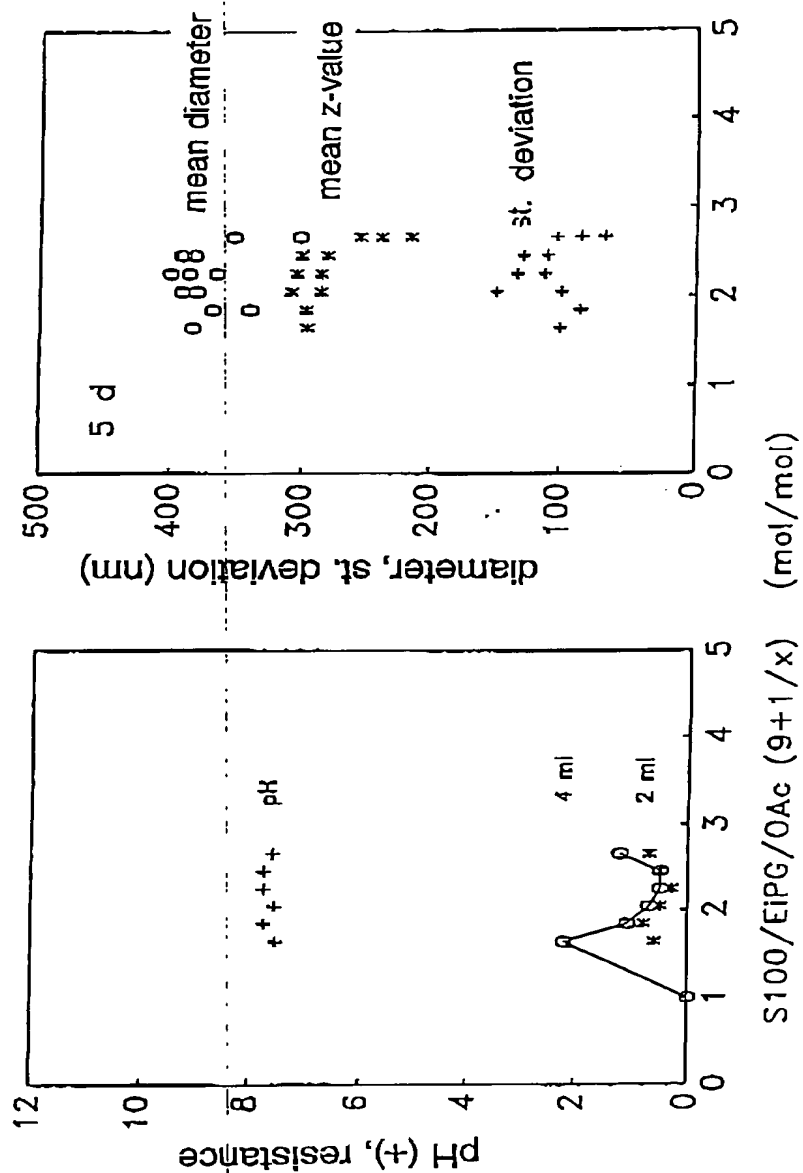 12
10
8
6
4
2
0
pH (+), resistance
pH
4 ml
2 ml
0
1
2
3
4
5
S100/EiPG/OAc (9+1/x)
(mol/mol)
500
400
300
200
100
0
diameter, st. deviation (nm)
5 d
mean diameter
mean z-value
st. deviation
0
1
2
3
4
5